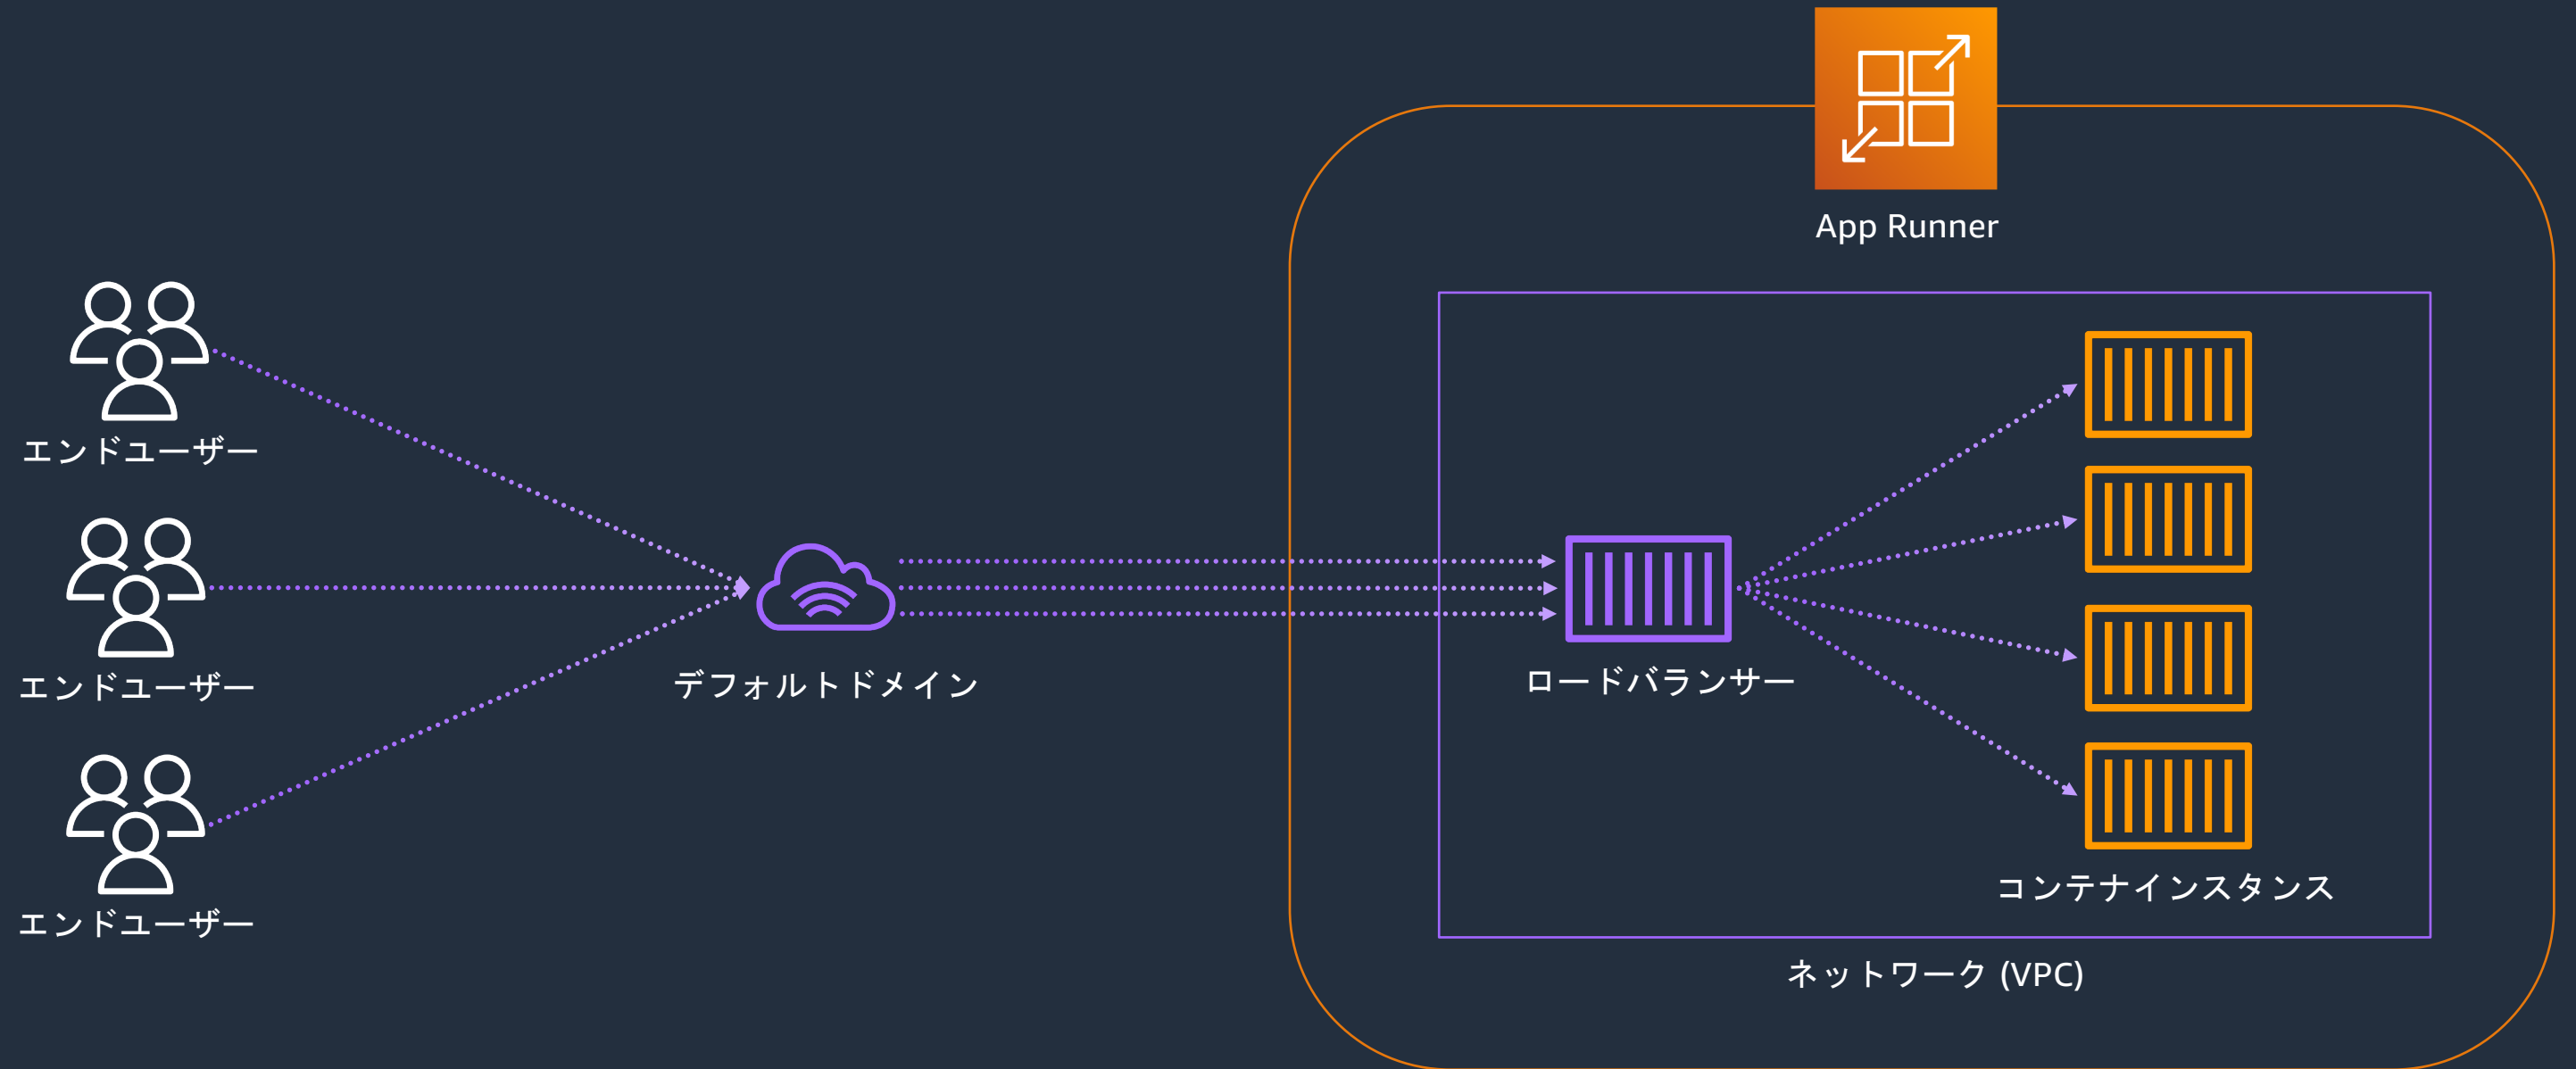 App Runner
エンドユーザー
エンドユーザー
デフォルトドメイン
ロードバランサー
コンテナインスタンス
エンドユーザー
ネットワーク (VPC)